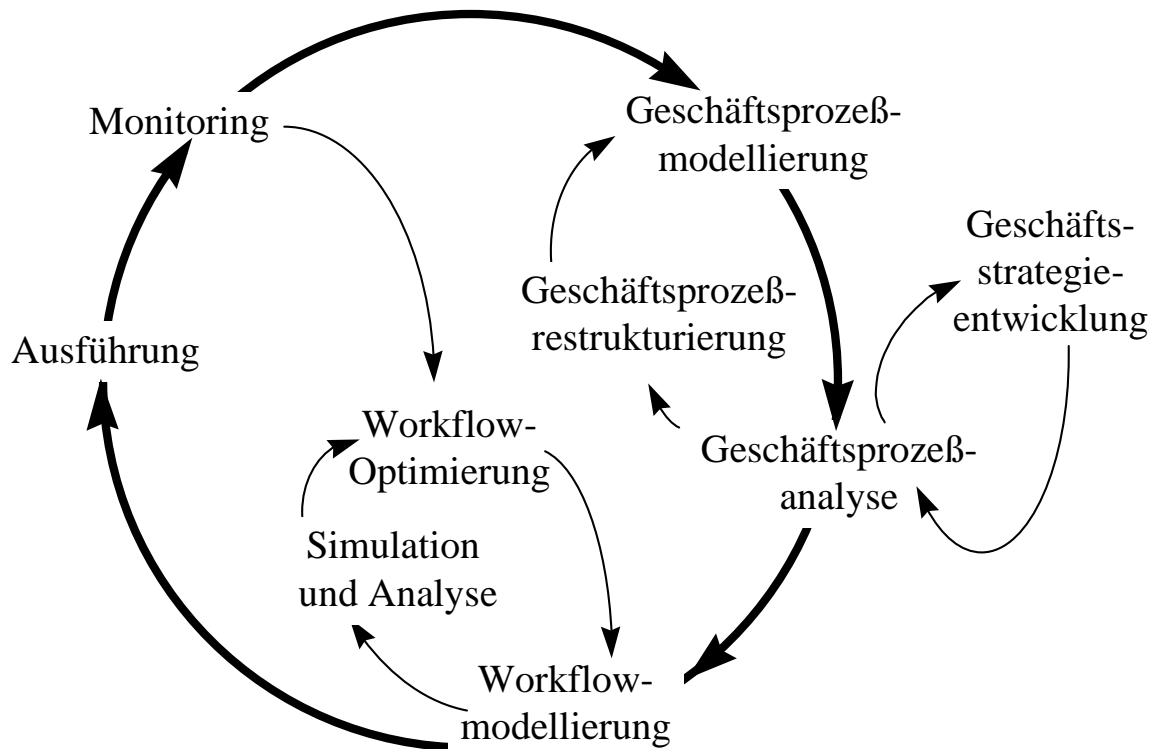 Monitoring
Geschäftsprozeß-
modellierung
Geschäfts-
strategie-
entwicklung
Geschäftsprozeß-
restrukturierung
Ausführung
Workflow-
Optimierung
Geschäftsprozeß-
analyse
Simulation
und Analyse
Workflow-
modellierung